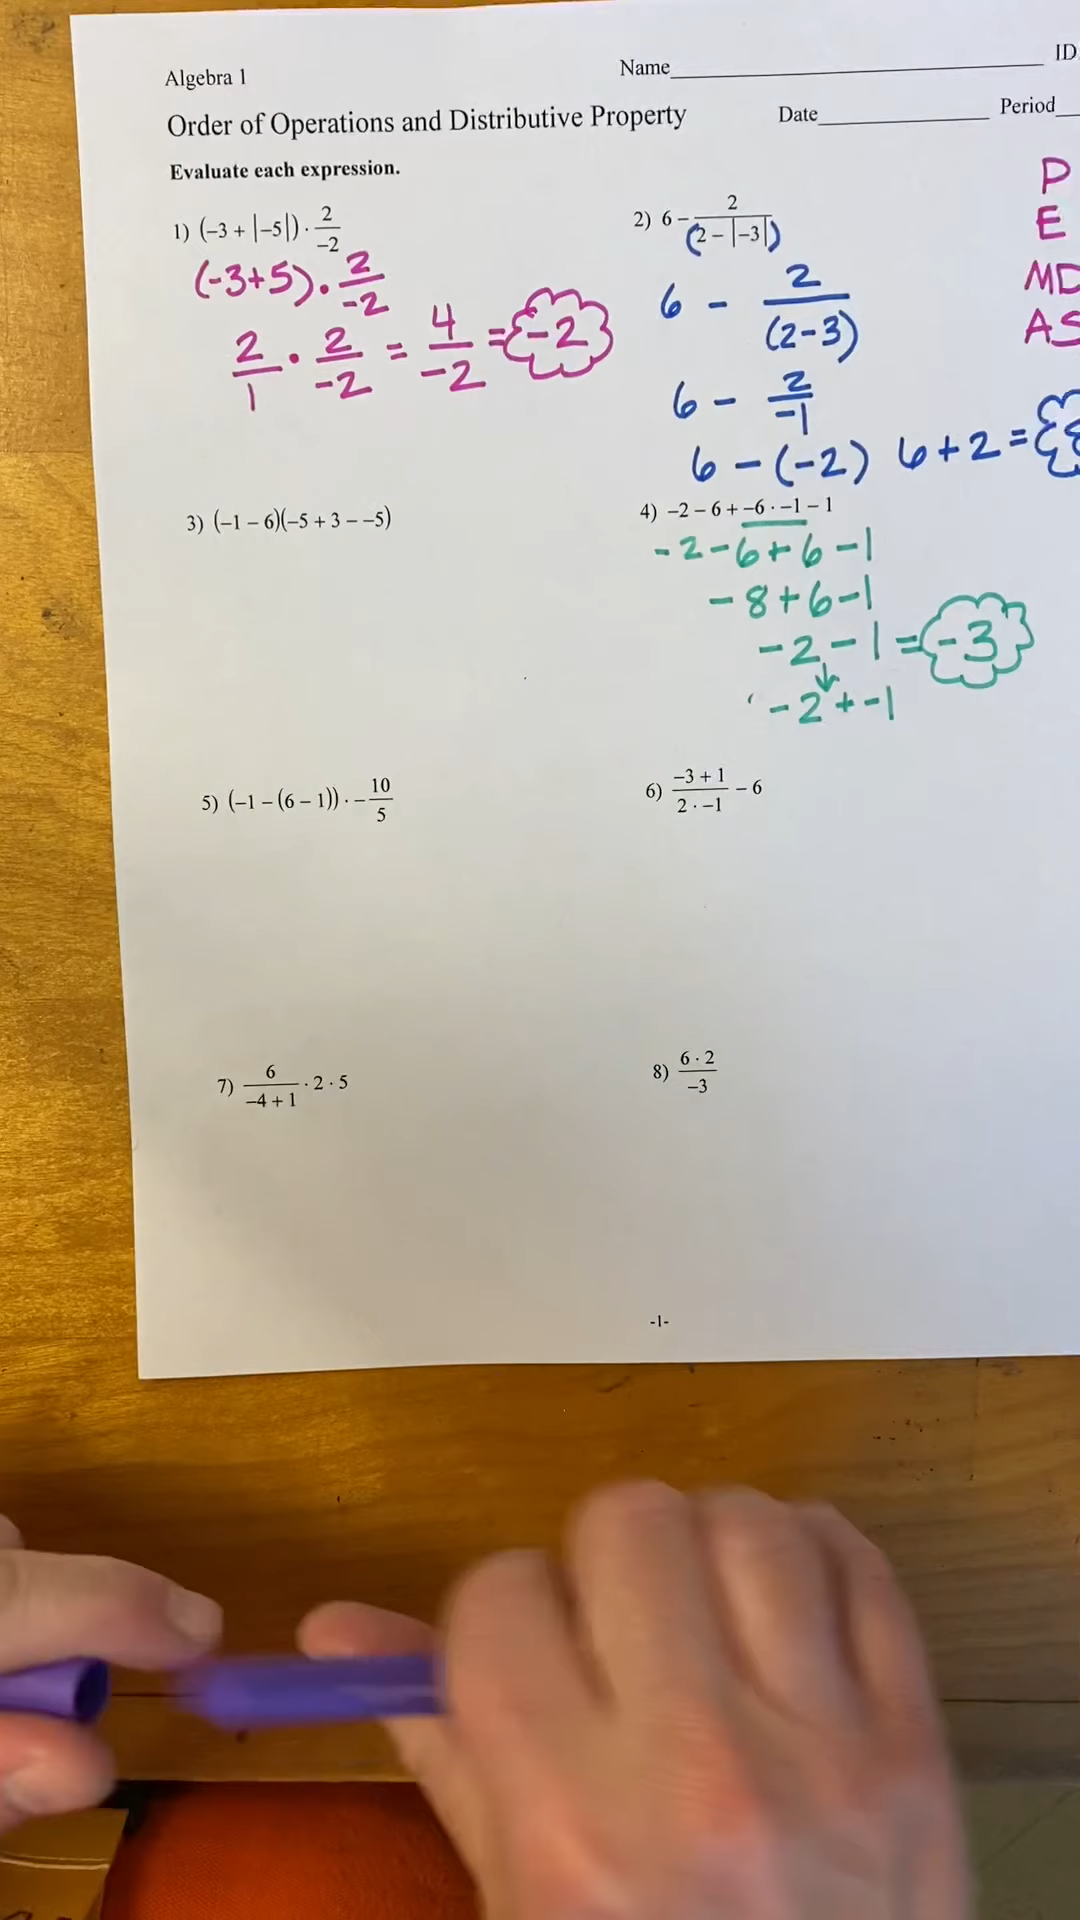 Algebra 1
Name
ID
Order of Operations and Distributive Property
Date
Period
Evaluate each expression.
1) (−3 + |−5|) · 2/−2
(-3+5) · 2/-2
2/1 · 2/-2 = 4/-2 = -2
2) 6 − 2/(2 − |−3|)
6 - 2/(2-3)
6 - 2/-1
6 - (-2) 6+2=
P
E
MD
AS
3) (−1 − 6)(−5 + 3 − −5)
4) −2 − 6 + −6 · −1 − 1
-2-6+6-1
-8+6-1
-2-1=-3
-2+-1
5) (−1 − (6 − 1)) · −10/5
6) −3 + 1/2 · −1 − 6
7) 6/−4 + 1 · 2 · 5
8) 6 · 2/−3
-1-